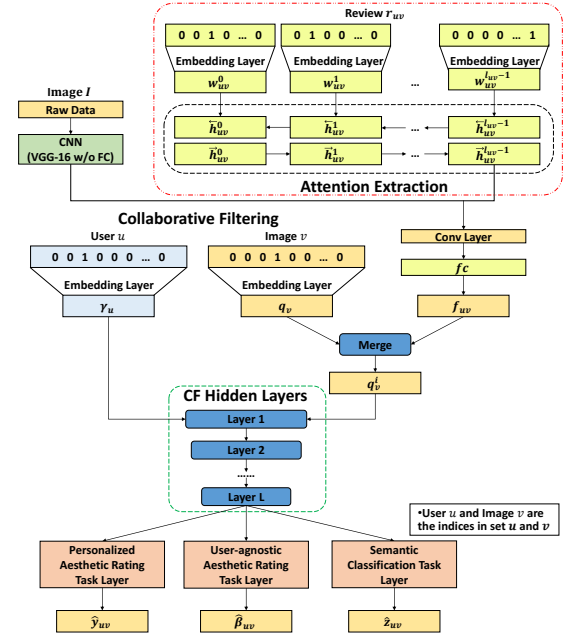 Review r_{uv}
0 0 1 0 … 0
0 1 0 0 … 0
0 0 0 0 … 1
Embedding Layer
Embedding Layer
Embedding Layer
w_{uv}^{0}
w_{uv}^{1}
…
w_{uv}^{l_{uv}-1}
Image I
Raw Data
CNN
(VGG-16 w/o FC)
\overleftarrow{h}_{uv}^{0}
\overleftarrow{h}_{uv}^{1}
…
\overleftarrow{h}_{uv}^{l_{uv}-1}
\overrightarrow{h}_{uv}^{0}
\overrightarrow{h}_{uv}^{1}
…
\overrightarrow{h}_{uv}^{l_{uv}-1}
Attention Extraction
Collaborative Filtering
User u
0 0 1 0 0 0 … 0
Embedding Layer
γ_u
Image v
0 0 0 1 0 0 … 0
Embedding Layer
q_v
Conv Layer
fc
f_{uv}
Merge
q_v^i
CF Hidden Layers
Layer 1
Layer 2
……
Layer L
•User u and Image v are
the indices in set u and v
Personalized
Aesthetic Rating
Task Layer
User-agnostic
Aesthetic Rating
Task Layer
Semantic
Classification Task
Layer
ŷ_{uv}
β̂_{uv}
ẑ_{uv}